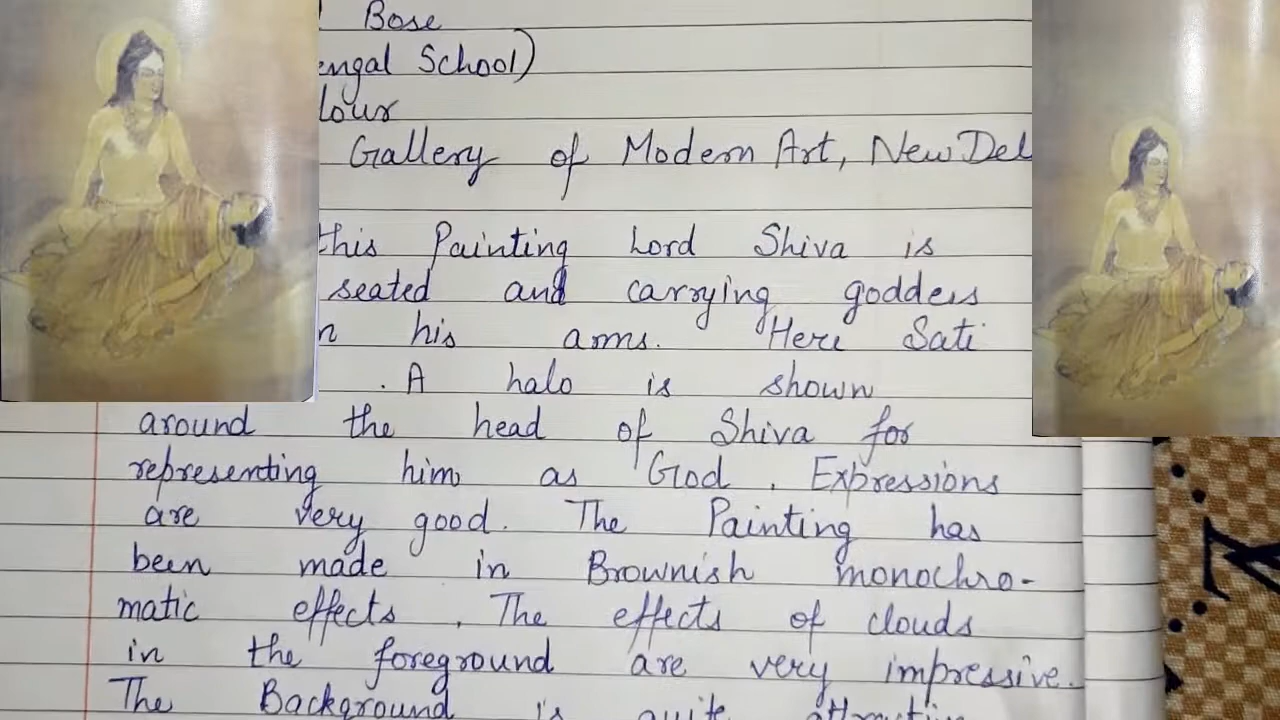 Bose
engal School)
lour
Gallery of Modern Art, New Del
this Painting Lord Shiva is
seated and carrying goddess
n his arms. Here Sati
. A halo is shown
around the head of Shiva for
representing him as God. Expressions
are very good. The Painting has
been made in Brownish monochro-
matic effects. The effects of clouds
in the foreground are very impressive.
The Background is quite attractive